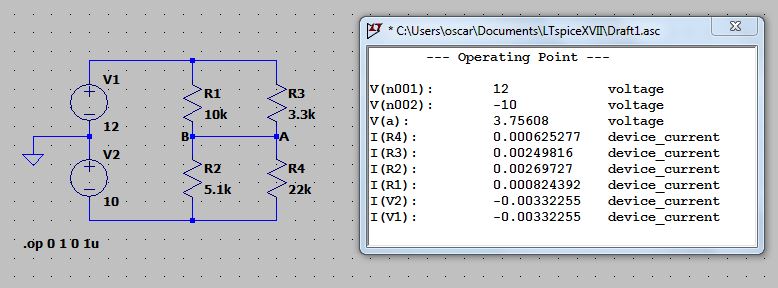 V1
12
V2
10
R1
10k
R3
3.3k
B
A
R2
5.1k
R4
22k
.op 0 1 0 1u
* C:\Users\oscar\Documents\LTspiceXVII\Draft1.asc
--- Operating Point ---
V(n001): 12 voltage
V(n002): -10 voltage
V(a): 3.75608 voltage
I(R4): 0.000625277 device_current
I(R3): 0.00249816 device_current
I(R2): 0.00269727 device_current
I(R1): 0.000824392 device_current
I(V2): -0.00332255 device_current
I(V1): -0.00332255 device_current